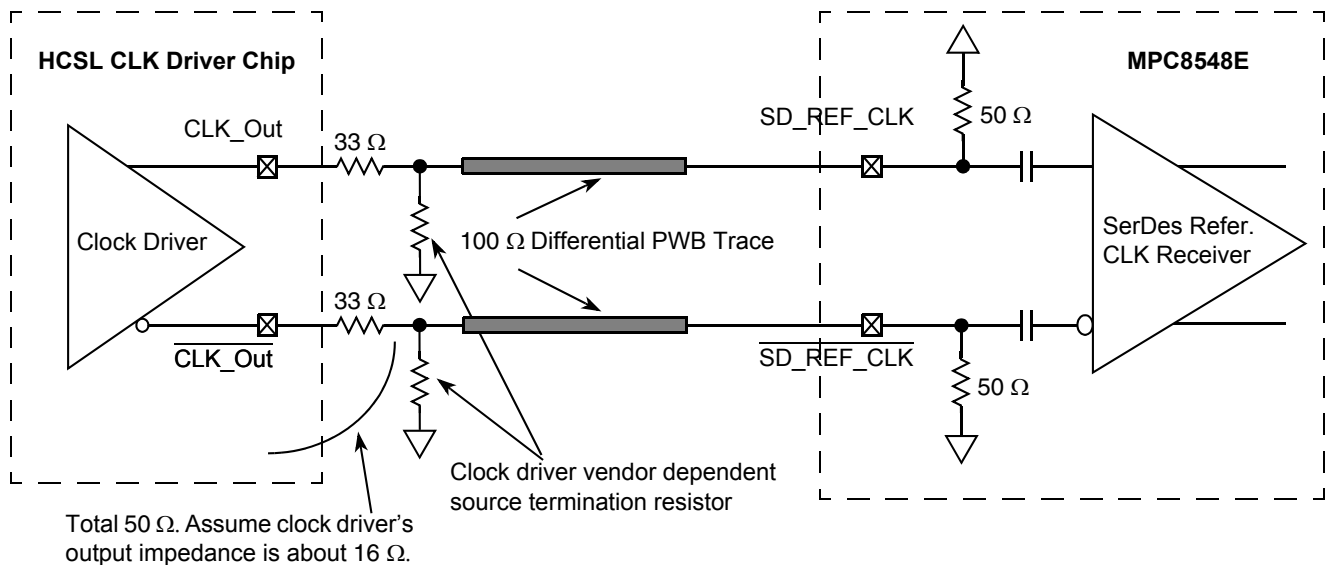 HCSL CLK Driver Chip
MPC8548E
CLK_Out
33 Ω
SD_REF_CLK
50 Ω
Clock Driver
100 Ω Differential PWB Trace
SerDes Refer.
CLK Receiver
33 Ω
CLK_Out
SD_REF_CLK
50 Ω
Clock driver vendor dependent
source termination resistor
Total 50 Ω. Assume clock driver's
output impedance is about 16 Ω.